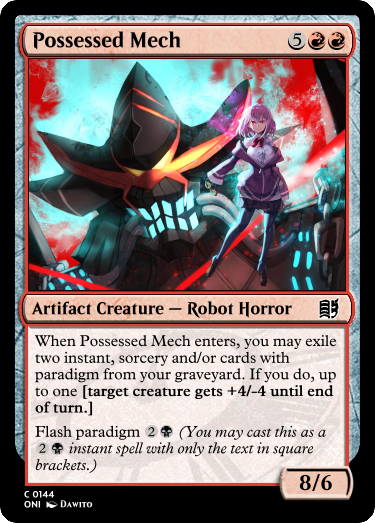 Possessed Mech 5
Artifact Creature — Robot Horror
When Possessed Mech enters, you may exile
two instant, sorcery and/or cards with
paradigm from your graveyard. If you do, up
to one [target creature gets +4/-4 until end
of turn.]
Flash paradigm 2 (You may cast this as a
2 instant spell with only the text in square
brackets.)
8/6
C 0144
ONI Dawito